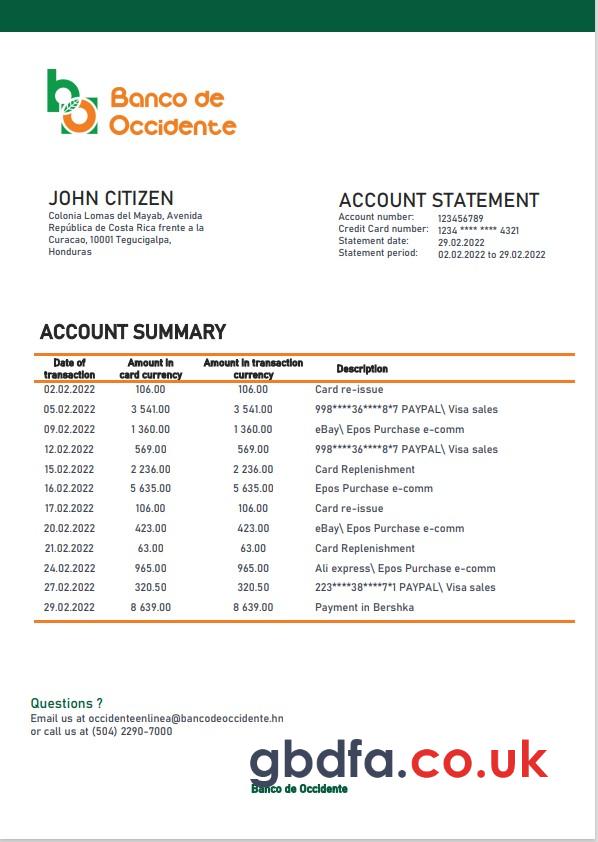 Banco de
Occidente
JOHN CITIZEN
Colonia Lomas del Mayab, Avenida
República de Costa Rica frente a la
Curacao, 10001 Tegucigalpa,
Honduras
ACCOUNT STATEMENT
Account number: 123456789
Credit Card number: 1234 **** **** 4321
Statement date: 29.02.2022
Statement period: 02.02.2022 to 29.02.2022
ACCOUNT SUMMARY
Date of transaction Amount in card currency Amount in transaction currency Description
02.02.2022 106.00 106.00 Card re-issue
05.02.2022 3 541.00 3 541.00 998****36****8*7 PAYPAL\ Visa sales
09.02.2022 1 360.00 1 360.00 eBay\ Epos Purchase e-comm
12.02.2022 569.00 569.00 998****36****8*7 PAYPAL\ Visa sales
15.02.2022 2 236.00 2 236.00 Card Replenishment
16.02.2022 5 635.00 5 635.00 Epos Purchase e-comm
17.02.2022 106.00 106.00 Card re-issue
20.02.2022 423.00 423.00 eBay\ Epos Purchase e-comm
21.02.2022 63.00 63.00 Card Replenishment
24.02.2022 965.00 965.00 Ali express\ Epos Purchase e-comm
27.02.2022 320.50 320.50 223****38****7*1 PAYPAL\ Visa sales
29.02.2022 8 639.00 8 639.00 Payment in Bershka
Questions ?
Email us at occidenteenlinea@bancodeoccidente.hn
or call us at (504) 2290-7000
gbdfa.co.uk
Banco de Occidente